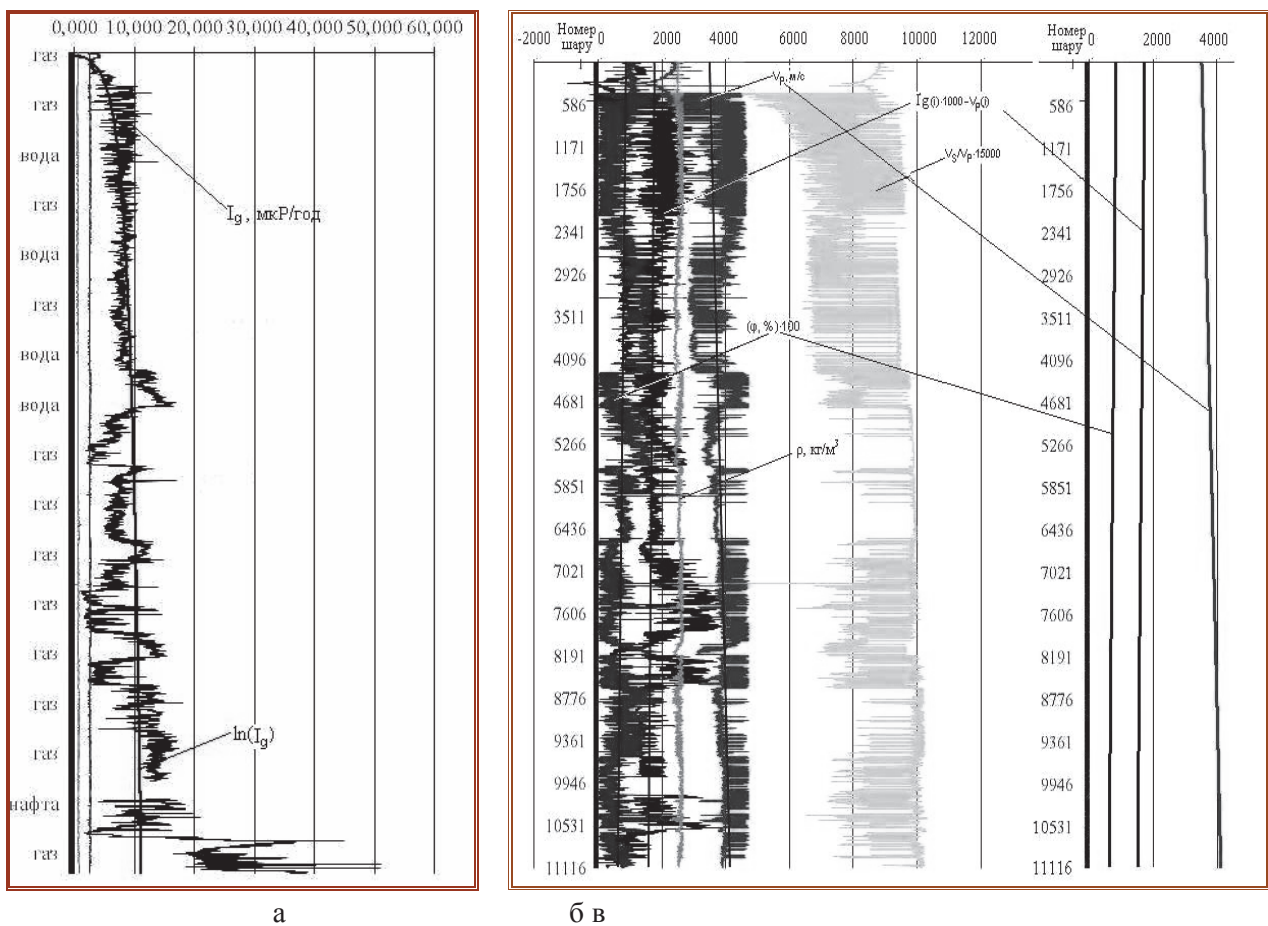 0,000 10,000 20,000 30,000 40,000 50,000 60,000
газ
газ
вода
газ
вода
газ
вода
вода
газ
газ
газ
газ
газ
газ
газ
нафта
газ
Ig, мкР/год
ln(Ig)
-2000 Номер шару 0 2000 4000 6000 8000 10000 12000
586
1171
1756
2341
2926
3511
4096
4681
5266
5851
6436
7021
7606
8191
8776
9361
9946
10531
11116
Vp, м/с
Ig(i)·1000-Vp(i)
Vs/Vp·15000
(φ, %)·100
ρ, кг/м³
Номер шару 0 2000 4000
586
1171
1756
2341
2926
3511
4096
4681
5266
5851
6436
7021
7606
8191
8776
9361
9946
10531
11116
а
б в